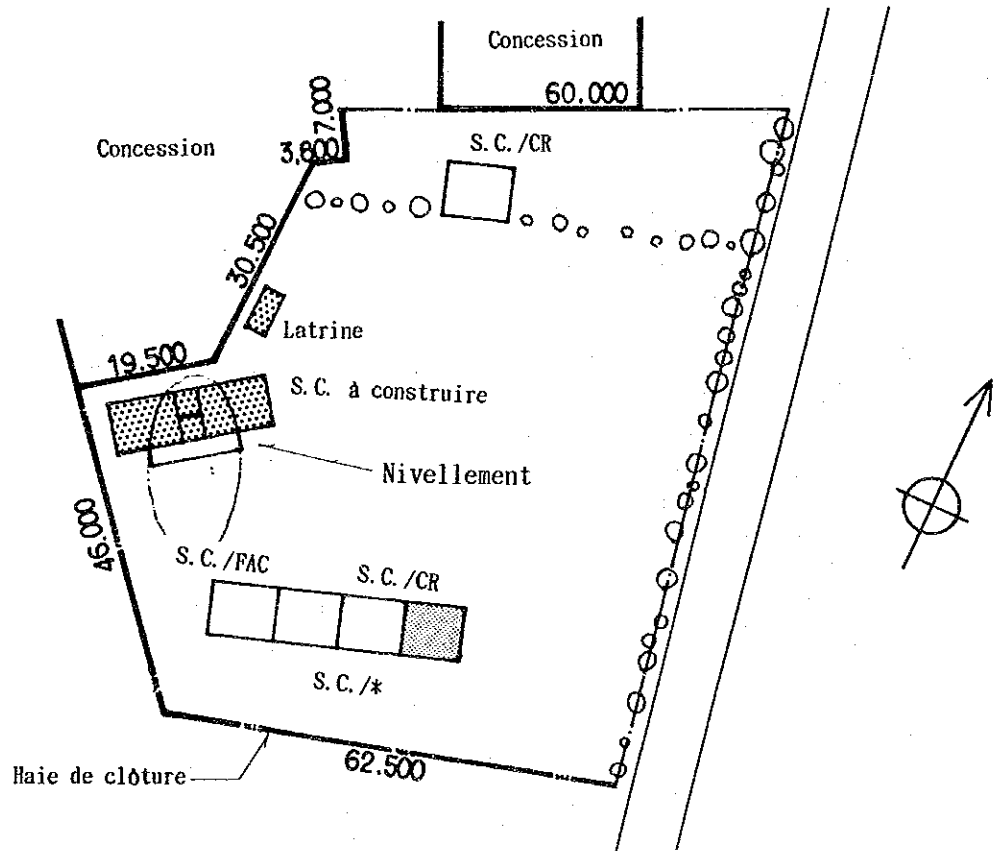 Concession
60.000
7.000
Concession
3,800
S.C./CR
30.500
Latrine
19.500
S.C. à construire
Nivellement
46.000
S.C./FAC
S.C./CR
S.C./*
62.500
Haie de clôture